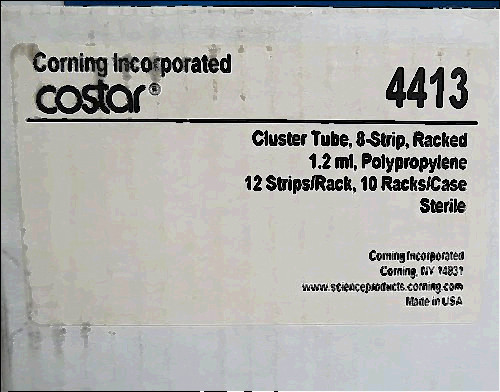 Corning Incorporated
costar®
4413
Cluster Tube, 8-Strip, Racked
1.2 ml, Polypropylene
12 Strips/Rack, 10 Racks/Case
Sterile
Corning Incorporated
Corning, NY 14831
www.scienceproducts.corning.com
Made in USA